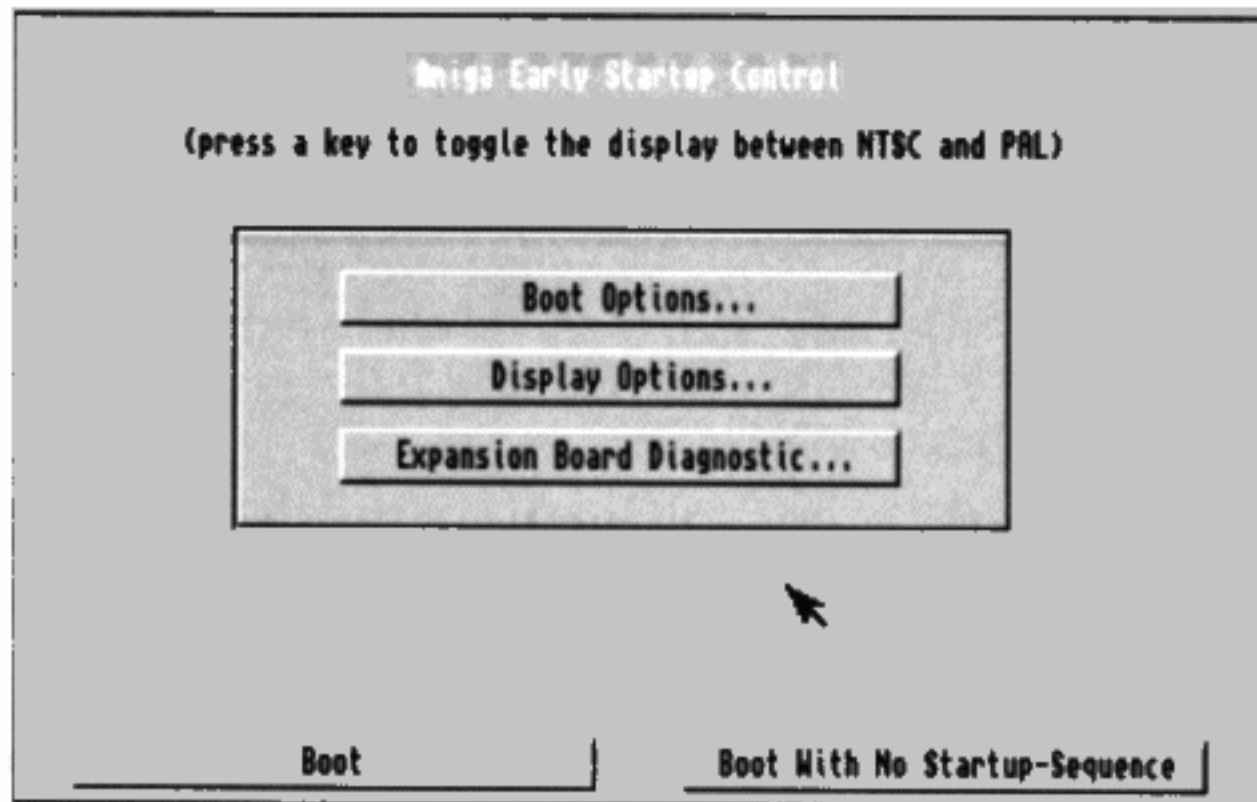 Amiga Early Startup Control
(press a key to toggle the display between NTSC and PAL)
Boot Options...
Display Options...
Expansion Board Diagnostic...
Boot
Boot With No Startup-Sequence